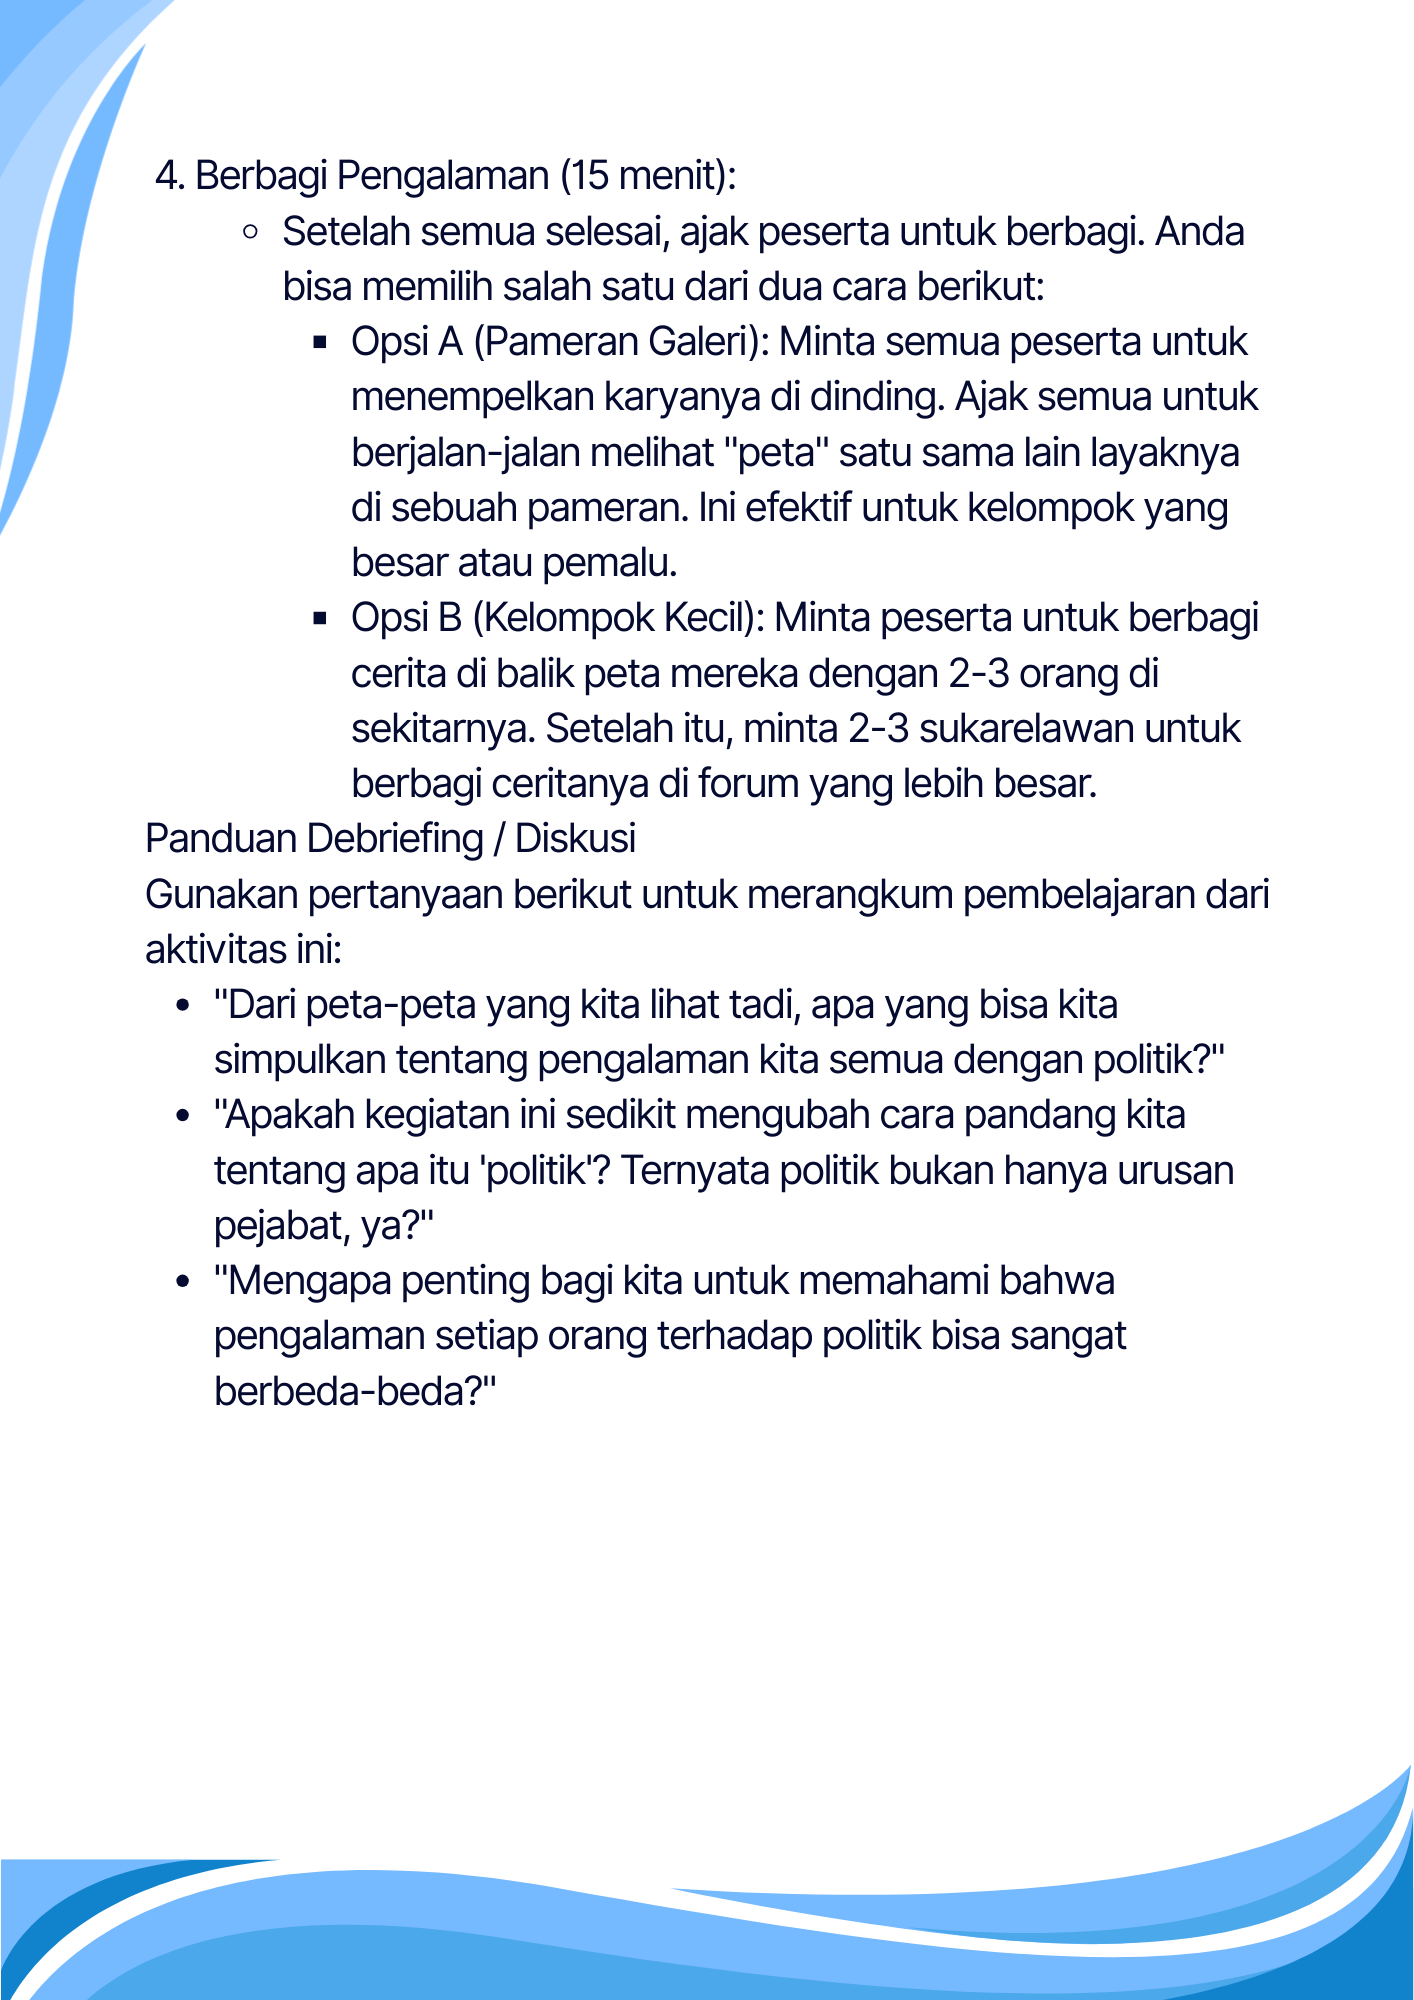 4. Berbagi Pengalaman (15 menit):
Setelah semua selesai, ajak peserta untuk berbagi. Anda
bisa memilih salah satu dari dua cara berikut:
Opsi A (Pameran Galeri): Minta semua peserta untuk
menempelkan karyanya di dinding. Ajak semua untuk
berjalan-jalan melihat "peta" satu sama lain layaknya
di sebuah pameran. Ini efektif untuk kelompok yang
besar atau pemalu.
Opsi B (Kelompok Kecil): Minta peserta untuk berbagi
cerita di balik peta mereka dengan 2-3 orang di
sekitarnya. Setelah itu, minta 2-3 sukarelawan untuk
berbagi ceritanya di forum yang lebih besar.
Panduan Debriefing / Diskusi
Gunakan pertanyaan berikut untuk merangkum pembelajaran dari
aktivitas ini:
"Dari peta-peta yang kita lihat tadi, apa yang bisa kita
simpulkan tentang pengalaman kita semua dengan politik?"
"Apakah kegiatan ini sedikit mengubah cara pandang kita
tentang apa itu 'politik'? Ternyata politik bukan hanya urusan
pejabat, ya?"
"Mengapa penting bagi kita untuk memahami bahwa
pengalaman setiap orang terhadap politik bisa sangat
berbeda-beda?"